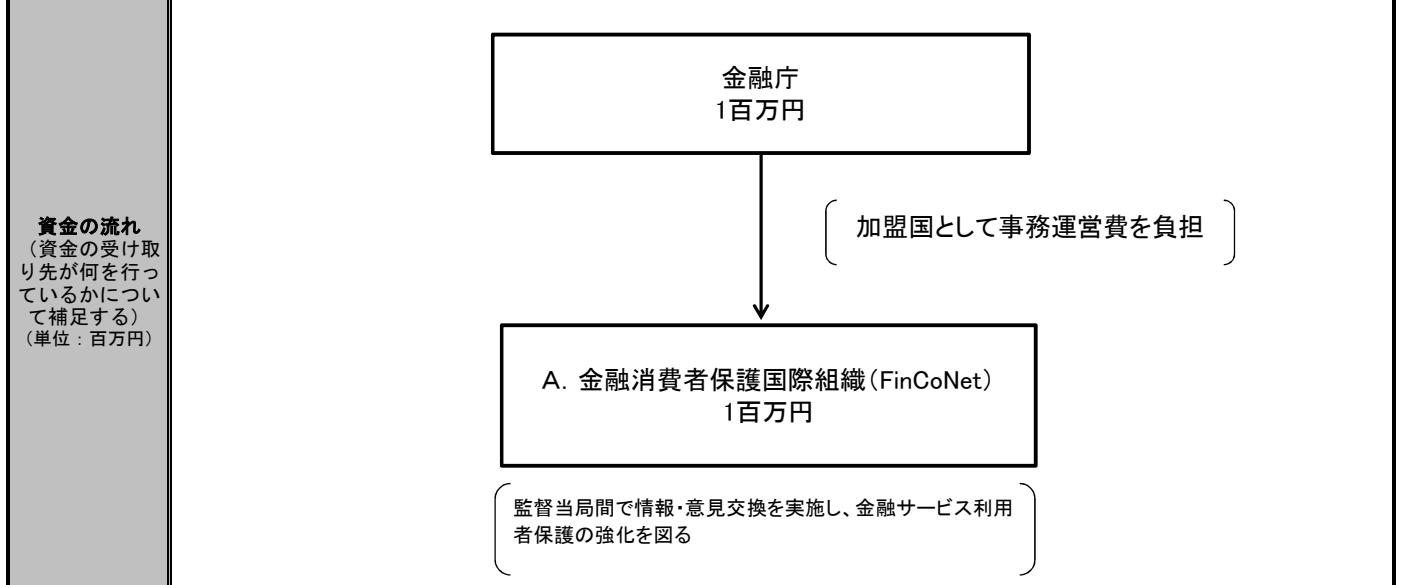 資金の流れ
（資金の受け取
り先が何を行っ
ているかについ
て補足する）
（単位：百万円）
金融庁
1百万円
加盟国として事務運営費を負担
A．金融消費者保護国際組織（FinCoNet）
1百万円
監督当局間で情報・意見交換を実施し、金融サービス利用
者保護の強化を図る